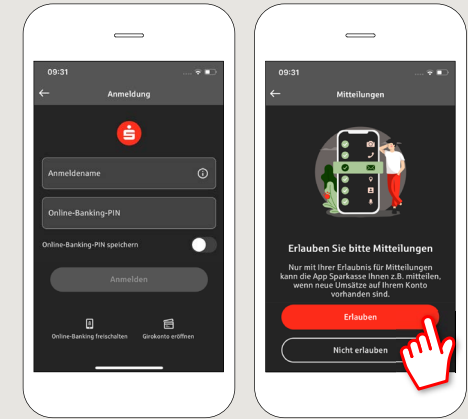 09:31
Anmeldung
Anmeldename
Online-Banking-PIN
Online-Banking-PIN speichern
Anmelden
Online-Banking freischalten
Girokonto eröffnen
09:31
Mitteilungen
Erlauben Sie bitte Mitteilungen
Nur mit Ihrer Erlaubnis für Mitteilungen
kann die App Sparkasse Ihnen z.B. mitteilen,
wenn neue Umsätze auf Ihrem Konto
vorhanden sind.
Erlauben
Nicht erlauben